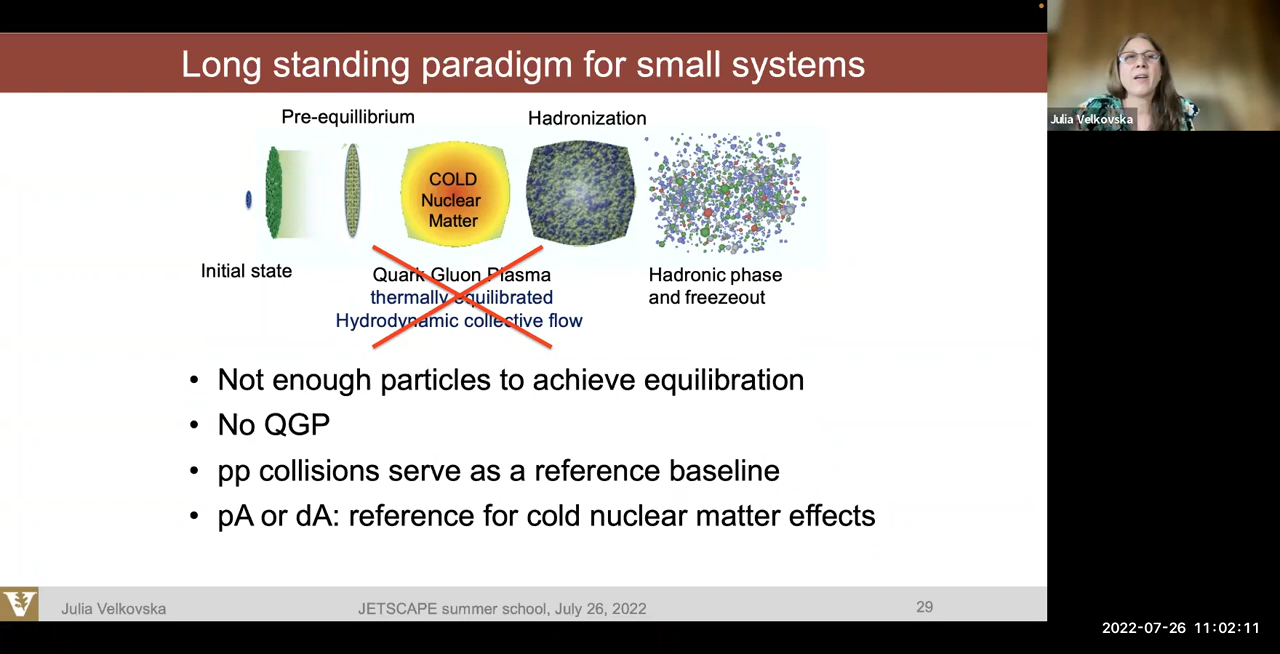 Long standing paradigm for small systems
Pre-equillibrium
Hadronization
COLD
Nuclear
Matter
Initial state
Quark Gluon Plasma
thermally equilibrated
Hydrodynamic collective flow
Hadronic phase
and freezeout
• Not enough particles to achieve equilibration
• No QGP
• pp collisions serve as a reference baseline
• pA or dA: reference for cold nuclear matter effects
V
Julia Velkovska
JETSCAPE summer school, July 26, 2022
29
Julia Velkovska
2022-07-26 11:02:11